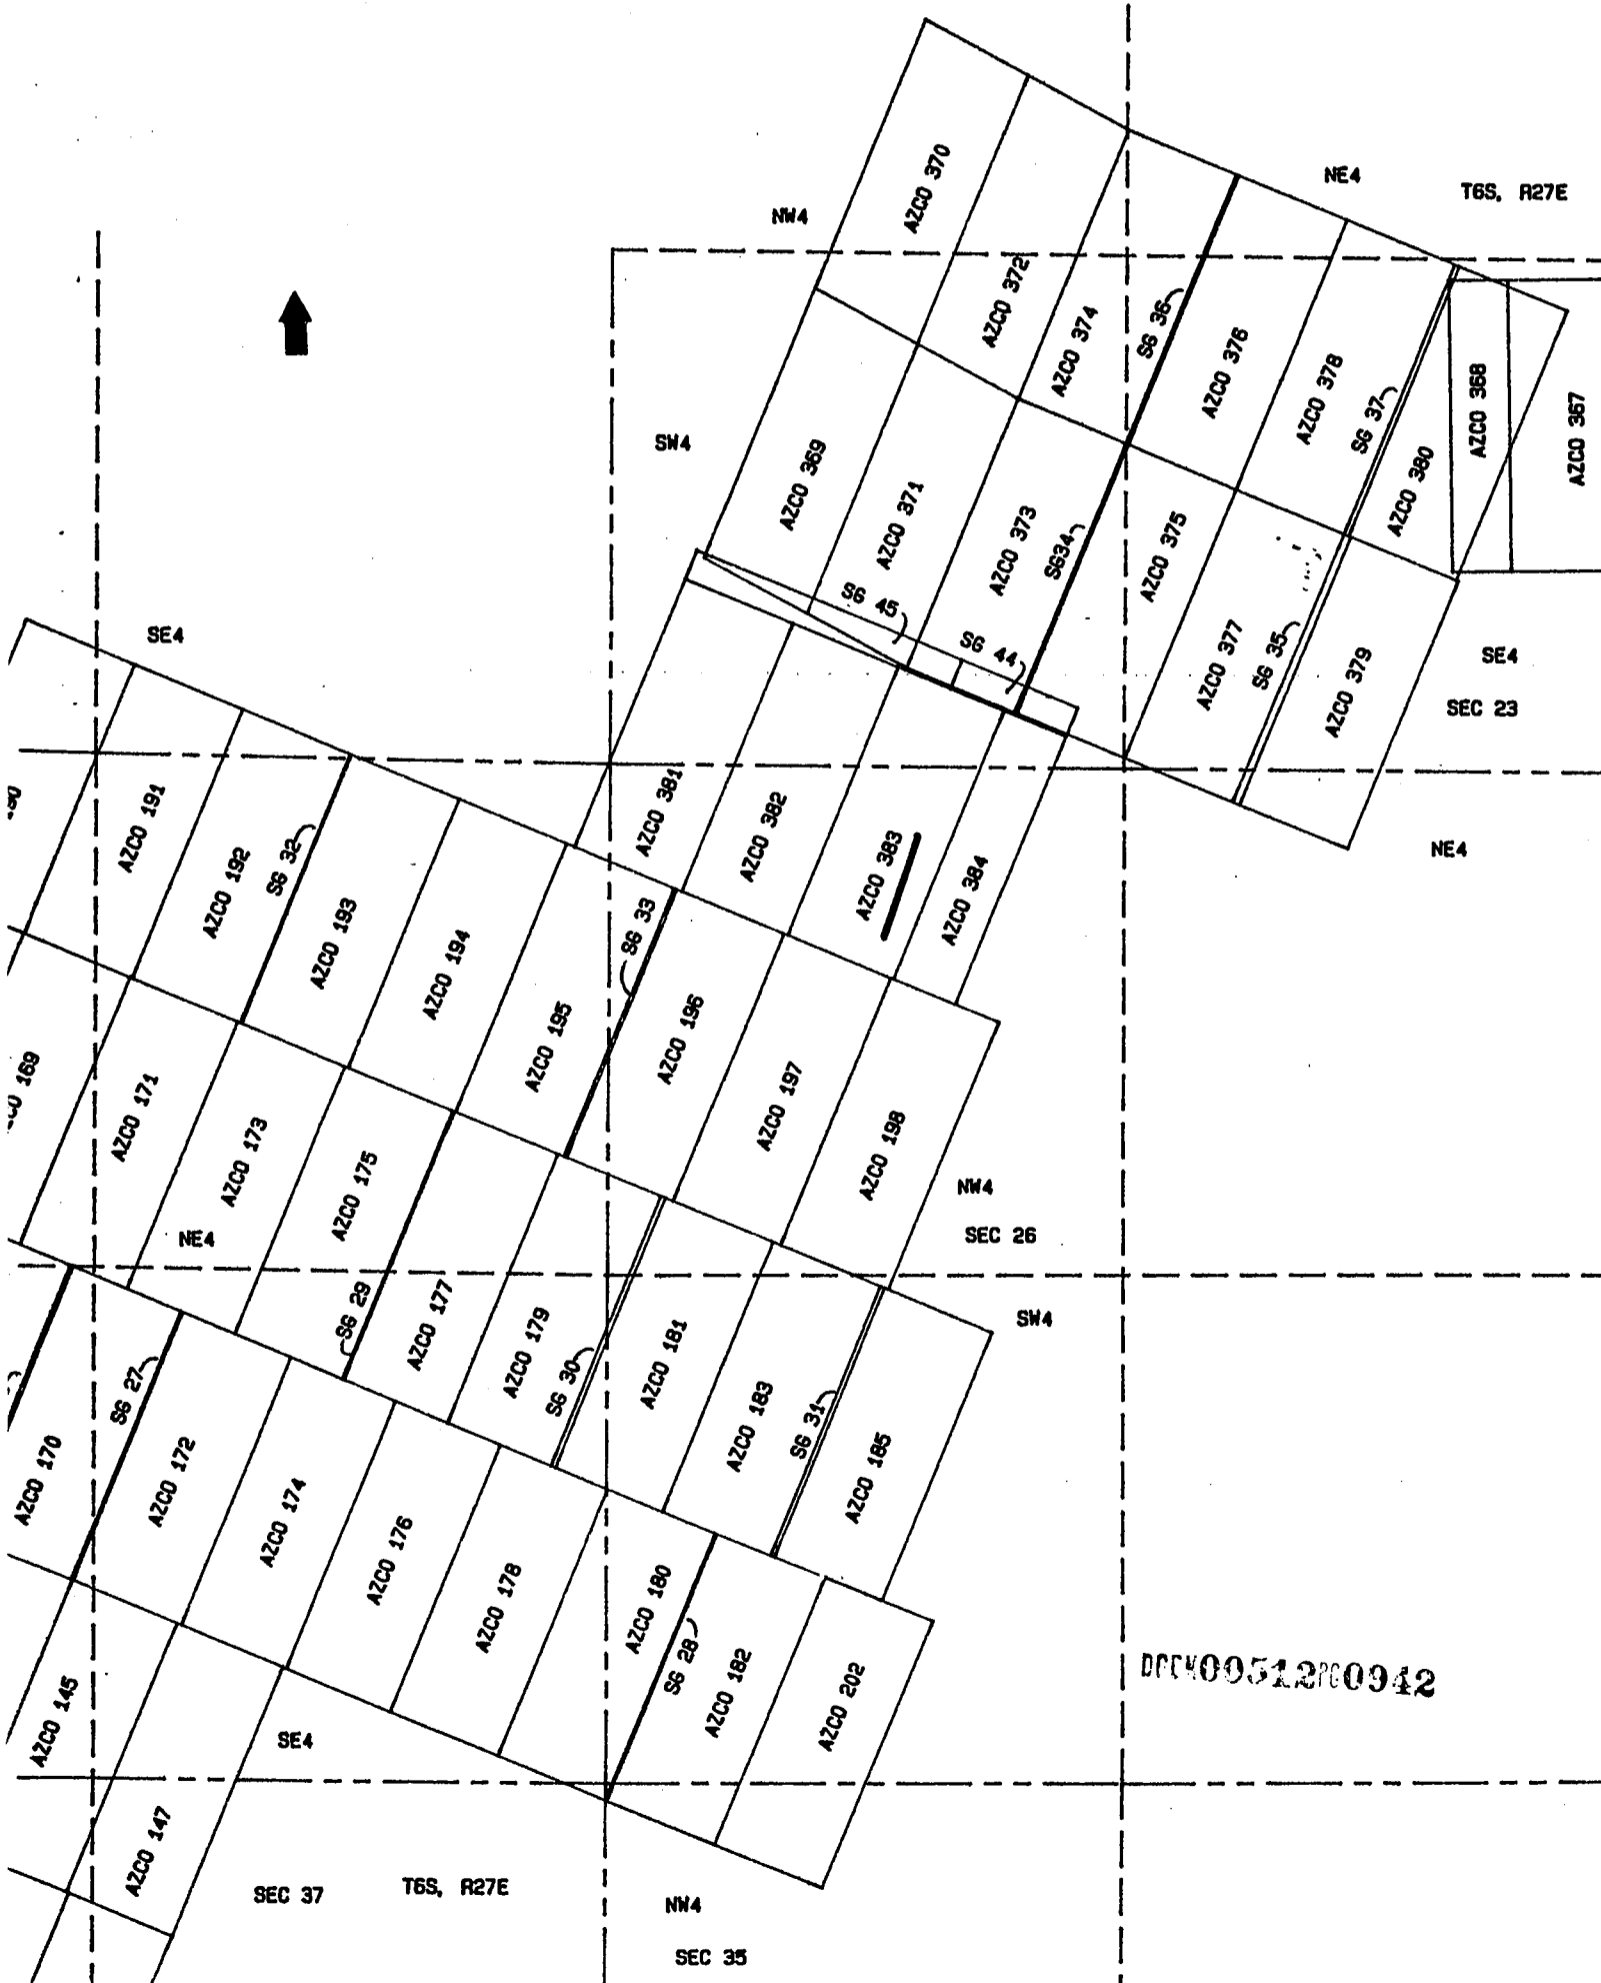 AZCO 370
NE4
T6S, R27E
NW4
AZCO 372
SG 36
AZCO 374
AZCO 376
AZCO 378
SG 37
AZCO 368
AZCO 367
SW4
AZCO 369
AZCO 371
AZCO 373
SG34
AZCO 375
AZCO 380
SG 45
SG 44
AZCO 377
SG 35
AZCO 379
SE4
SEC 23
SE4
AZCO 191
AZCO 192
SG 32
AZCO 193
AZCO 194
AZCO 381
AZCO 382
AZCO 383
AZCO 384
NE4
SG 33
AZCO 195
AZCO 196
AZCO 197
AZCO 198
169
AZCO 171
AZCO 173
AZCO 175
NE4
NW4
SEC 26
SG 29
AZCO 177
AZCO 179
SG 30
AZCO 181
AZCO 183
SG 31
AZCO 185
SW4
SG 27
AZCO 170
AZCO 172
AZCO 174
AZCO 176
AZCO 178
AZCO 180
SG 28
AZCO 182
AZCO 202
AZCO 145
SE4
AZCO 147
SEC 37
T6S, R27E
NW4
SEC 35
0942